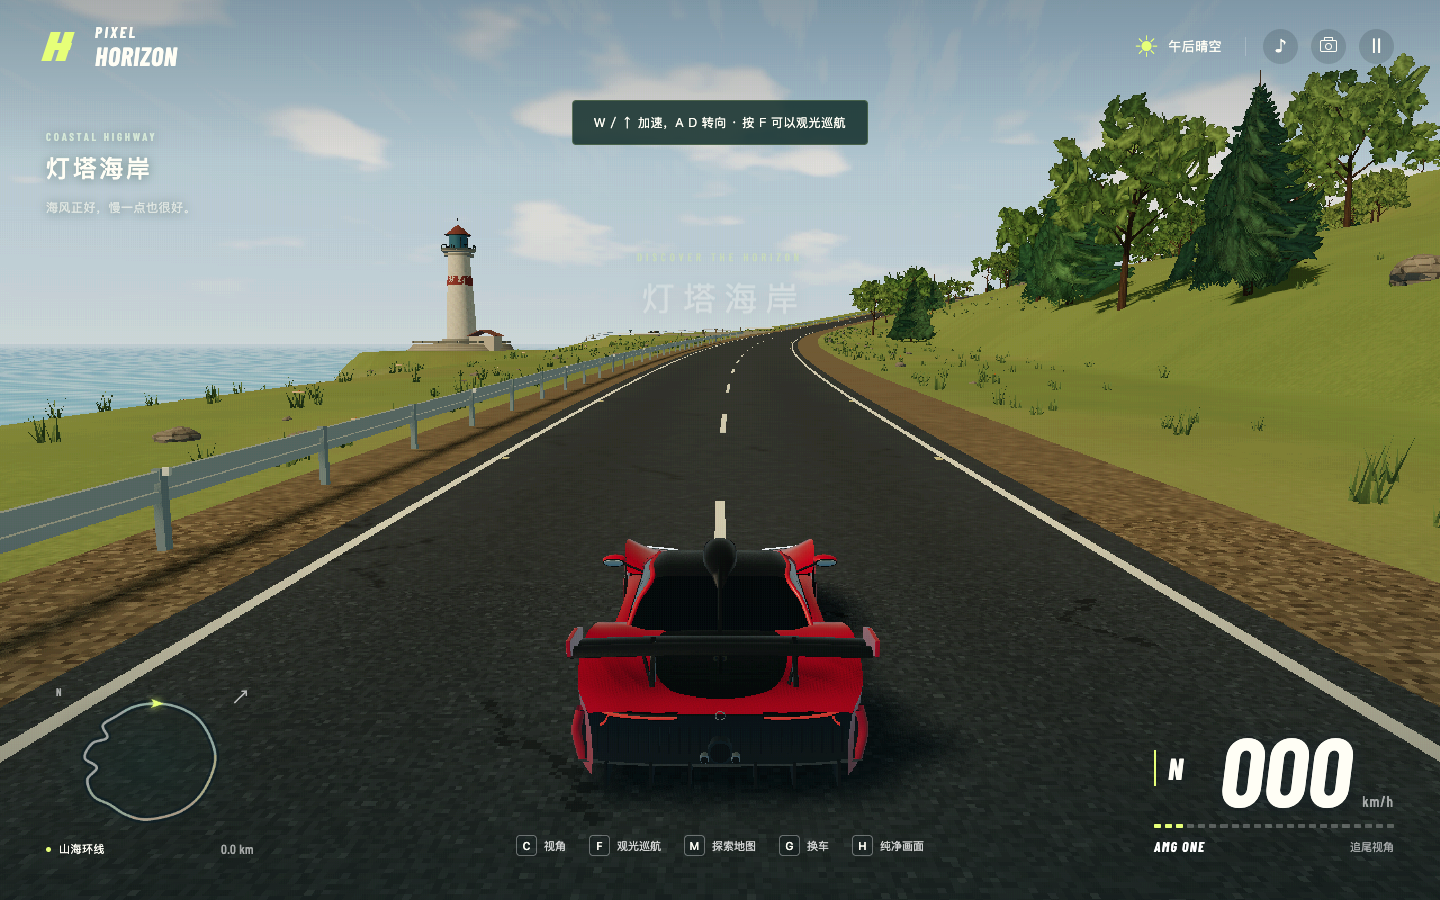 PIXEL
HORIZON
午后晴空
COASTAL HIGHWAY
灯塔海岸
海风正好，慢一点也很好。
W / ↑ 加速，A D 转向 · 按 F 可以观光巡航
DISCOVER THE HORIZON
灯塔海岸
N
山海环线
0.0 km
C 视角
F 观光巡航
M 探索地图
G 换车
H 纯净画面
N
000
km/h
AMG ONE
追尾视角